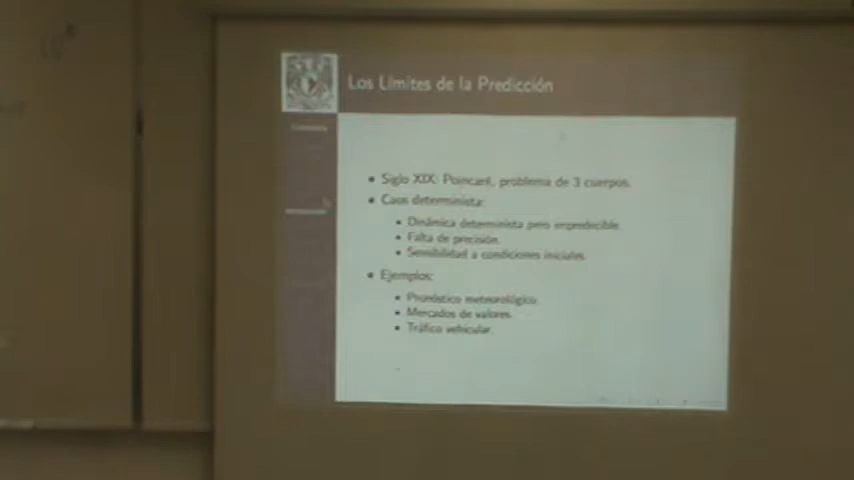 Los Límites de la Predicción
• Siglo XIX: Poincaré, problema de 3 cuerpos.
• Caos determinista:
• Dinámica determinista pero impredecible.
• Falta de precisión.
• Sensibilidad a condiciones iniciales.
• Ejemplos:
• Pronóstico meteorológico.
• Mercados de valores.
• Tráfico vehicular.